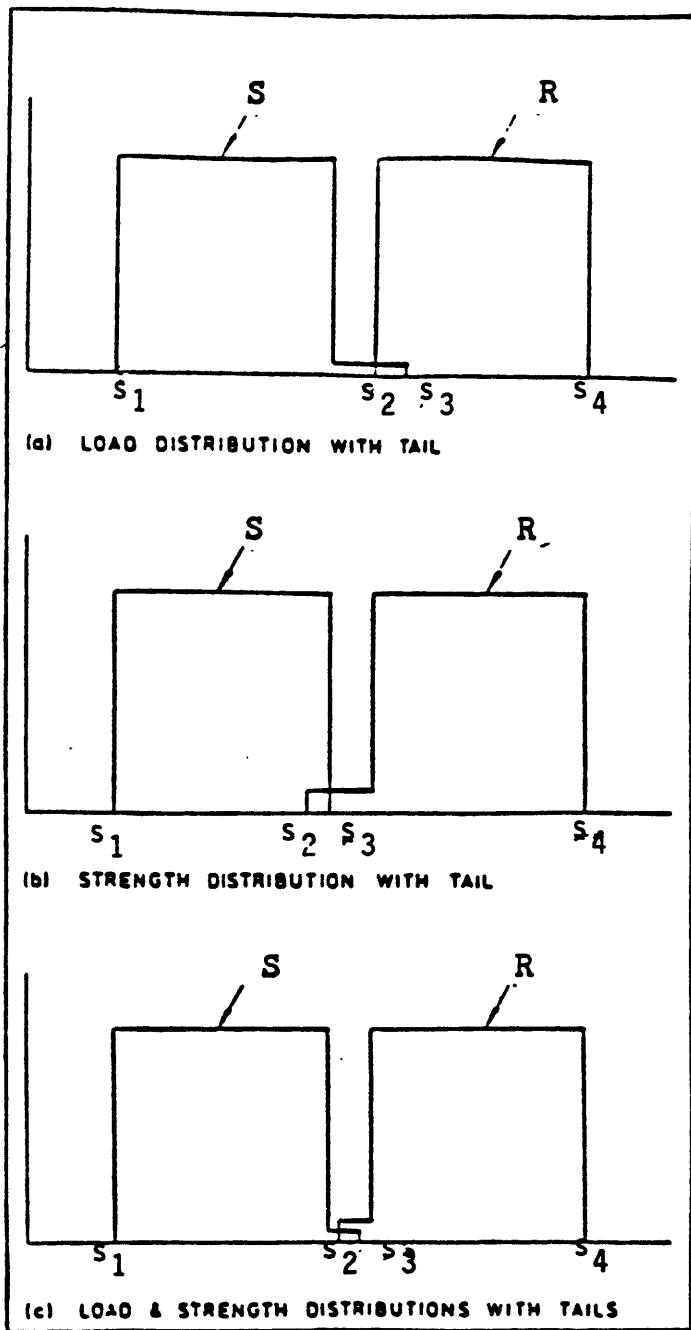 S R
S1 S2 S3 S4
(a) LOAD DISTRIBUTION WITH TAIL
S R
S1 S2 S3 S4
(b) STRENGTH DISTRIBUTION WITH TAIL
S R
S1 S2 S3 S4
(c) LOAD & STRENGTH DISTRIBUTIONS WITH TAILS